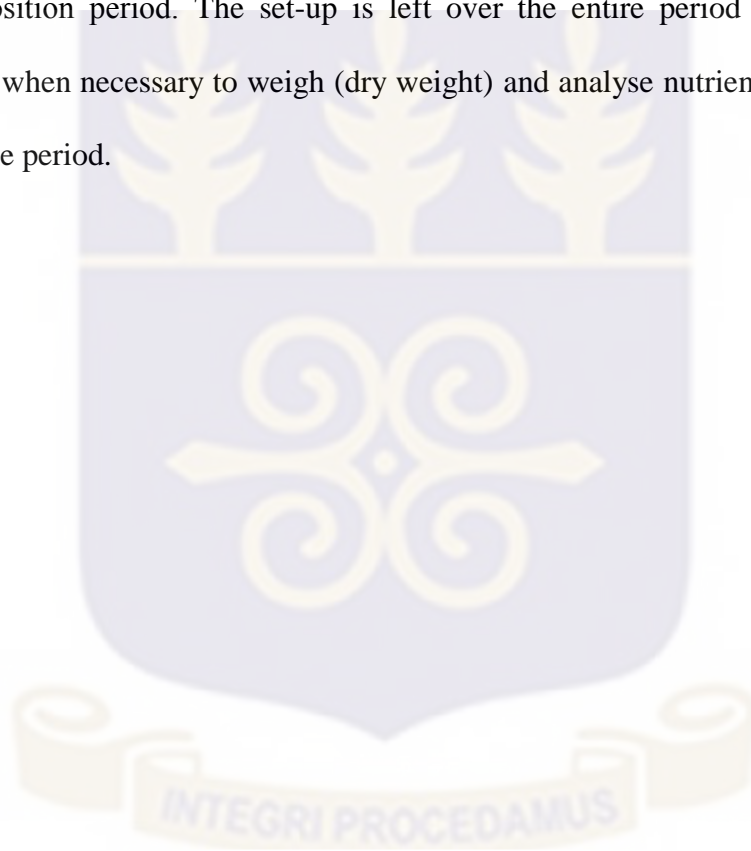 sition period. The set-up is left over the entire period
when necessary to weigh (dry weight) and analyse nutrien
e period.
INTEGRI PROCEDAMUS